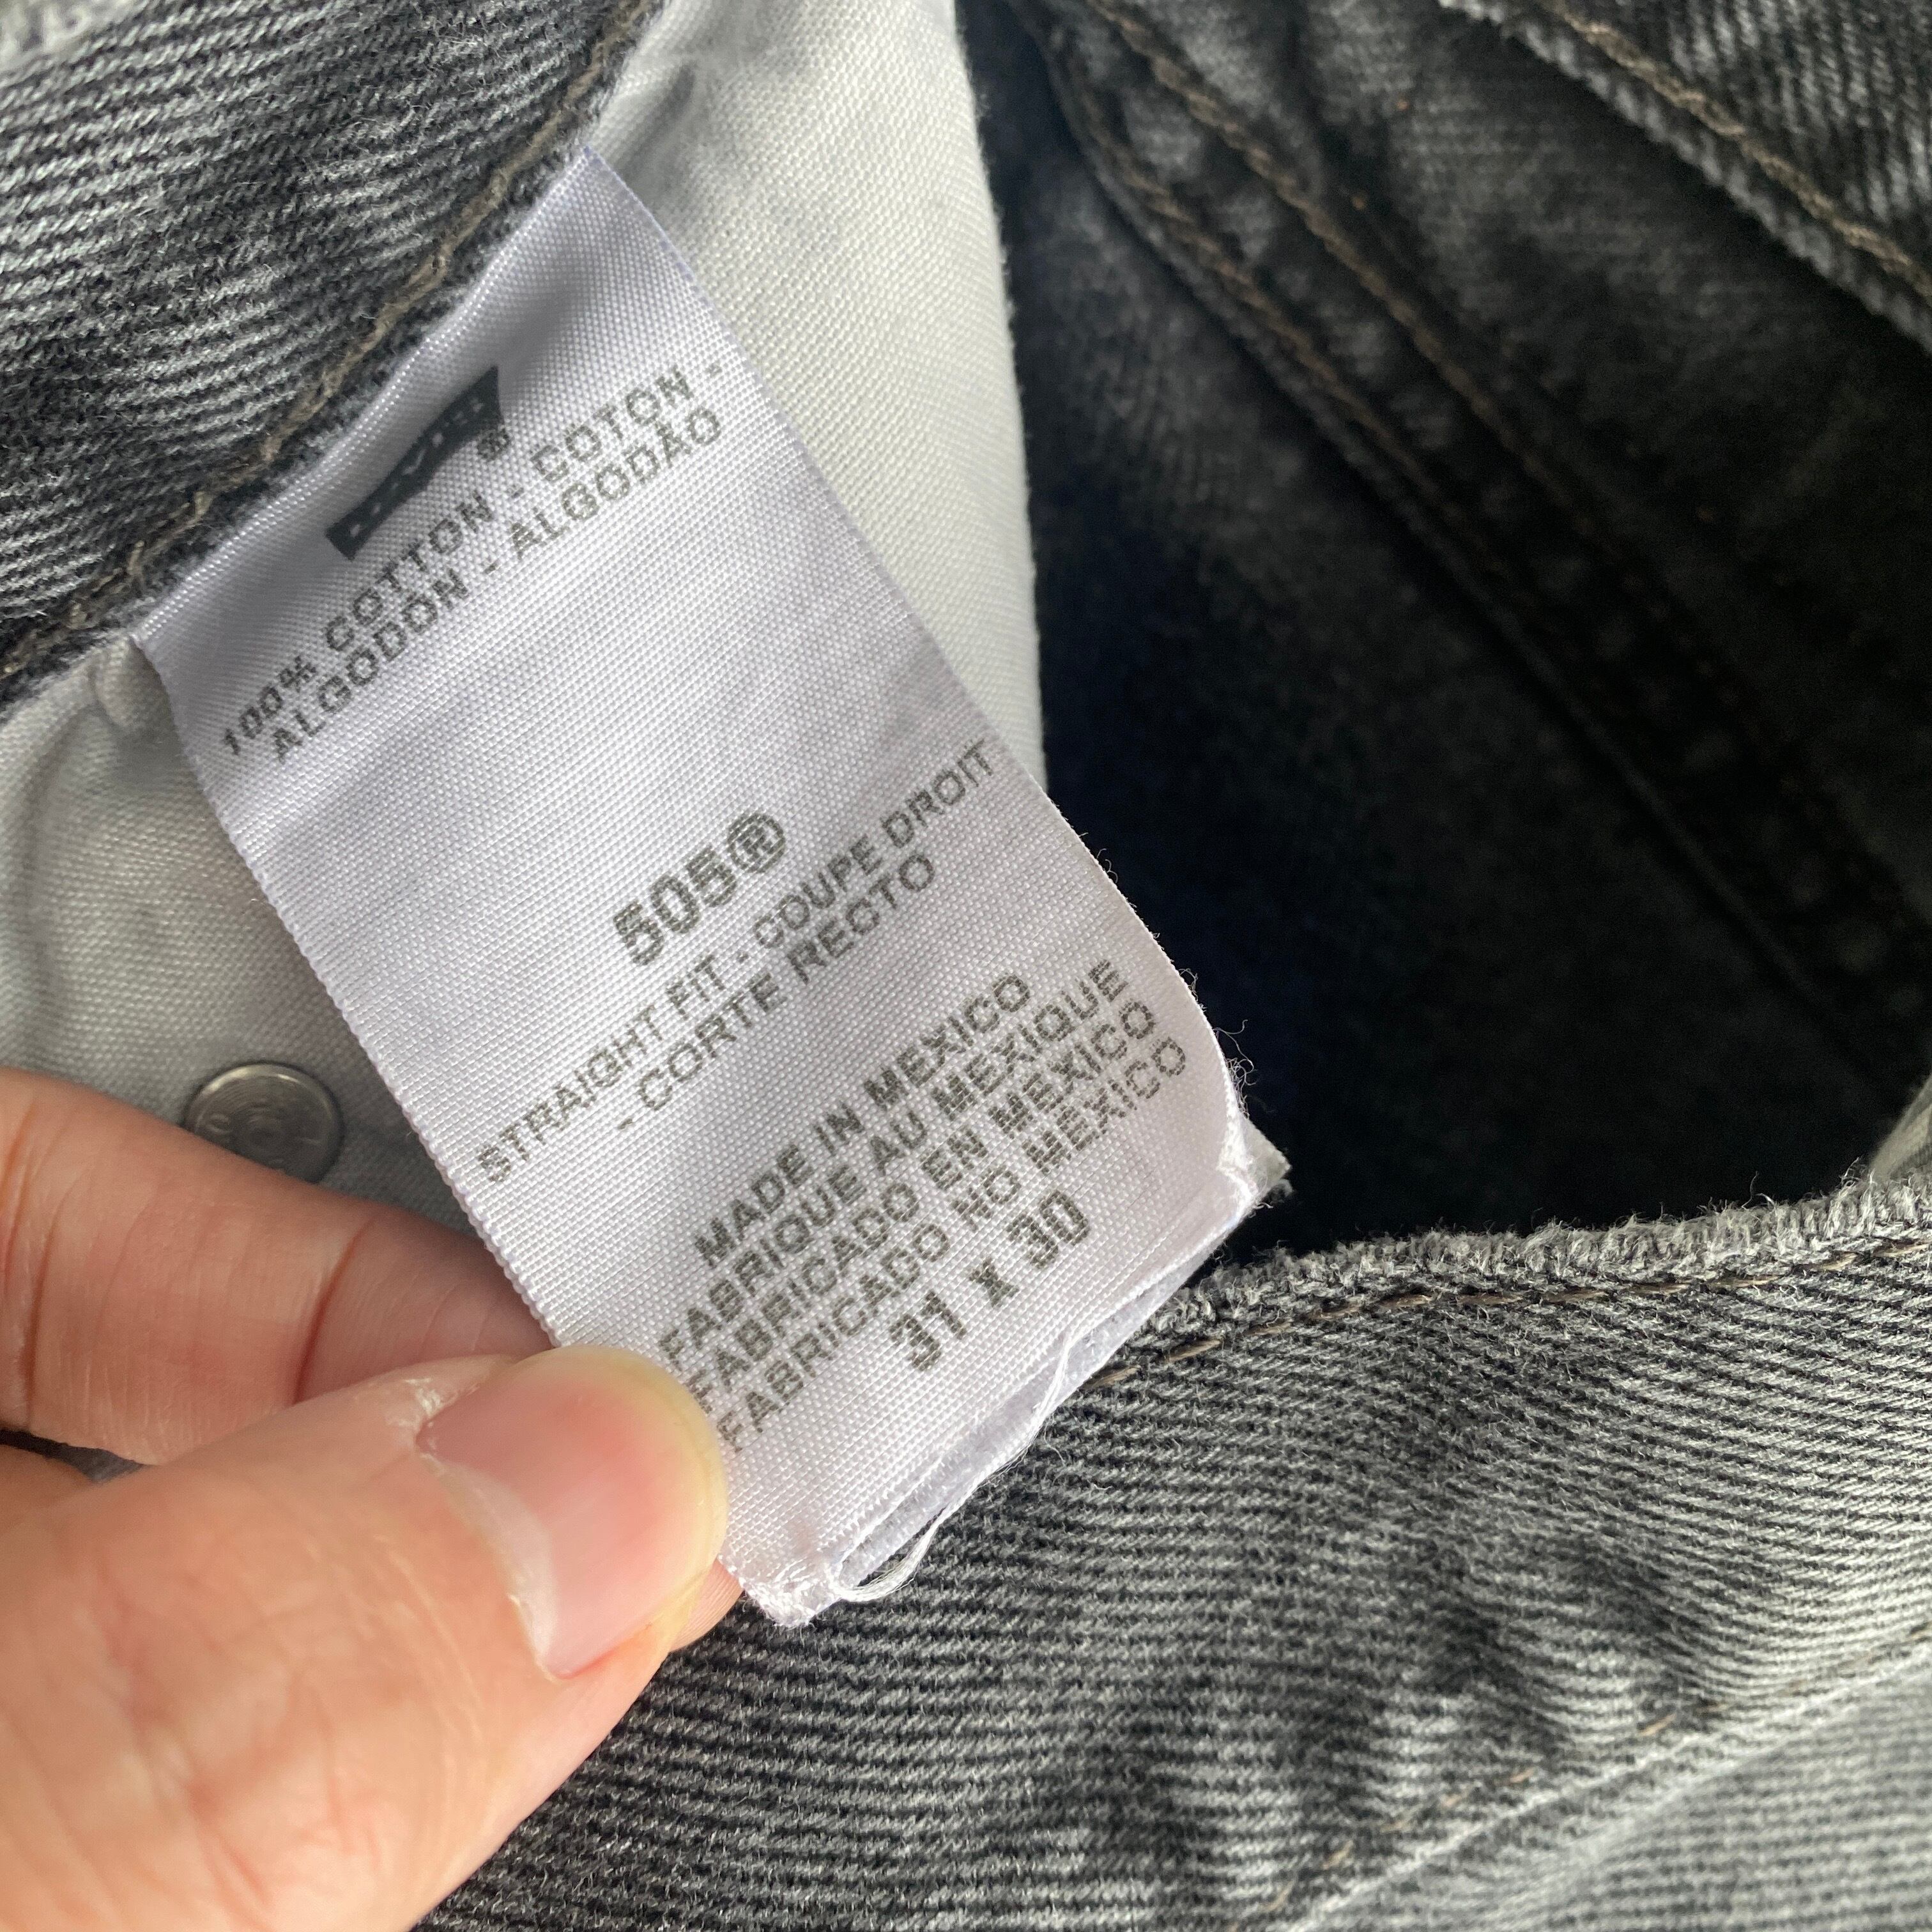 100% COTTON - COTON -
ALGODON - ALGODÃO
505®
STRAIGHT FIT - COUPE DROIT
- CORTE RECTO
MADE IN MEXICO
FABRIQUE AU MEXIQUE
FABRICADO EN MEXICO
FABRICADO NO MEXICO
31 X 30